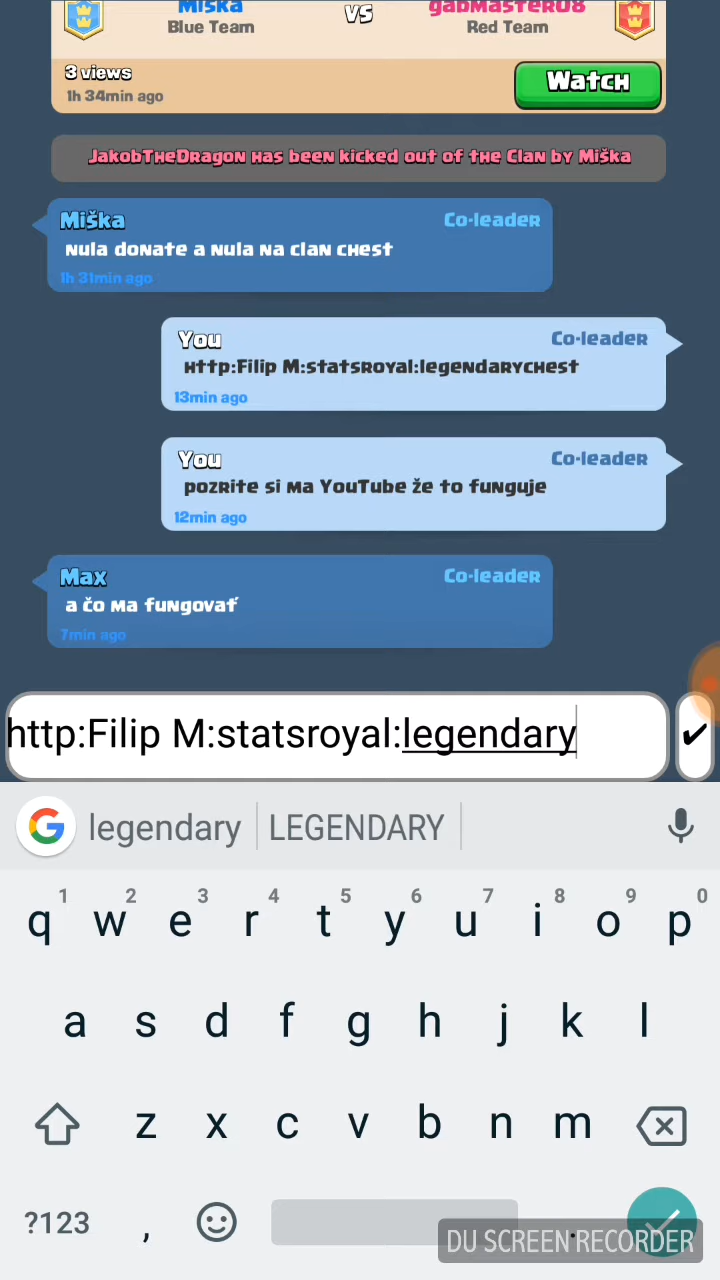 Miška
VS
gabmaster08
Blue Team
Red Team
3 views
1h 34min ago
Watch
JakobTheDragon has been kicked out of the Clan by Miška
Miška
Co-leader
nula donate a nula na clan chest
1h 31min ago
You
Co-leader
http:Filip M:statsroyal:legendarychest
13min ago
You
Co-leader
pozrite si ma YouTube že to funguje
12min ago
Max
Co-leader
a čo ma fungovať
7min ago
http:Filip M:statsroyal:legendary
legendary LEGENDARY
1 2 3 4 5 6 7 8 9 0
q w e r t y u i o p
a s d f g h j k l
z x c v b n m
?123 , .
DU SCREEN RECORDER